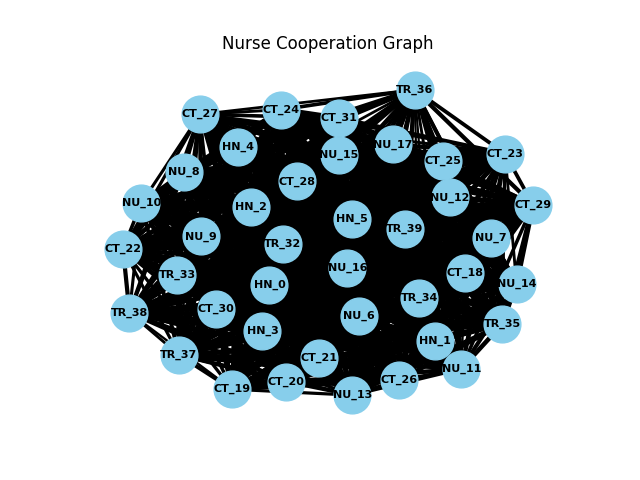 Nurse Cooperation Graph
TR_36
CT_24
CT_27
CT_31
NU_17
HN_4
NU_15
CT_23
CT_25
NU_8
CT_28
NU_12
NU_10
CT_29
HN_2
HN_5
TR_39
NU_9
NU_7
TR_32
CT_22
NU_16
CT_18
TR_33
HN_0
NU_14
TR_34
CT_30
TR_38
NU_6
TR_35
HN_3
HN_1
TR_37
CT_21
NU_11
CT_26
CT_20
CT_19
NU_13